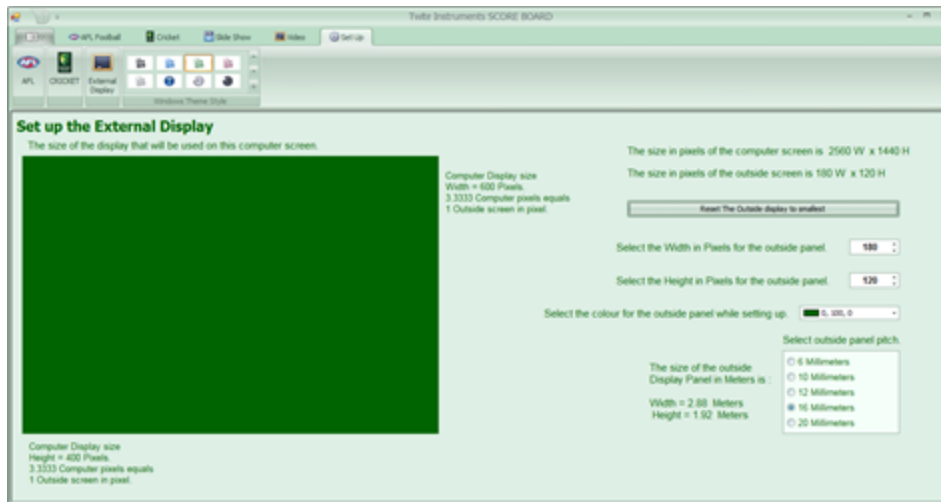 Twite Instruments SCORE BOARD
AFL Football Cricket Slide Show Video Set Up
AFL CRICKET External
Display
Windows Theme Style
Set up the External Display
The size of the display that will be used on this computer screen.
Computer Display size
Width = 600 Pixels.
3.3333 Computer pixels equals
1 Outside screen in pixel.
The size in pixels of the computer screen is 2560 W x 1440 H
The size in pixels of the outside screen is 180 W x 120 H
Reset The Outside display to smallest
Select the Width in Pixels for the outside panel. 180
Select the Height in Pixels for the outside panel. 120
Select the colour for the outside panel while setting up. 0, 100, 0
Select outside panel pitch.
6 Millimeters
10 Millimeters
12 Millimeters
16 Millimeters
20 Millimeters
The size of the outside
Display Panel in Meters is :
Width = 2.88 Meters
Height = 1.92 Meters
Computer Display size
Height = 400 Pixels.
3.3333 Computer pixels equals
1 Outside screen in pixel.